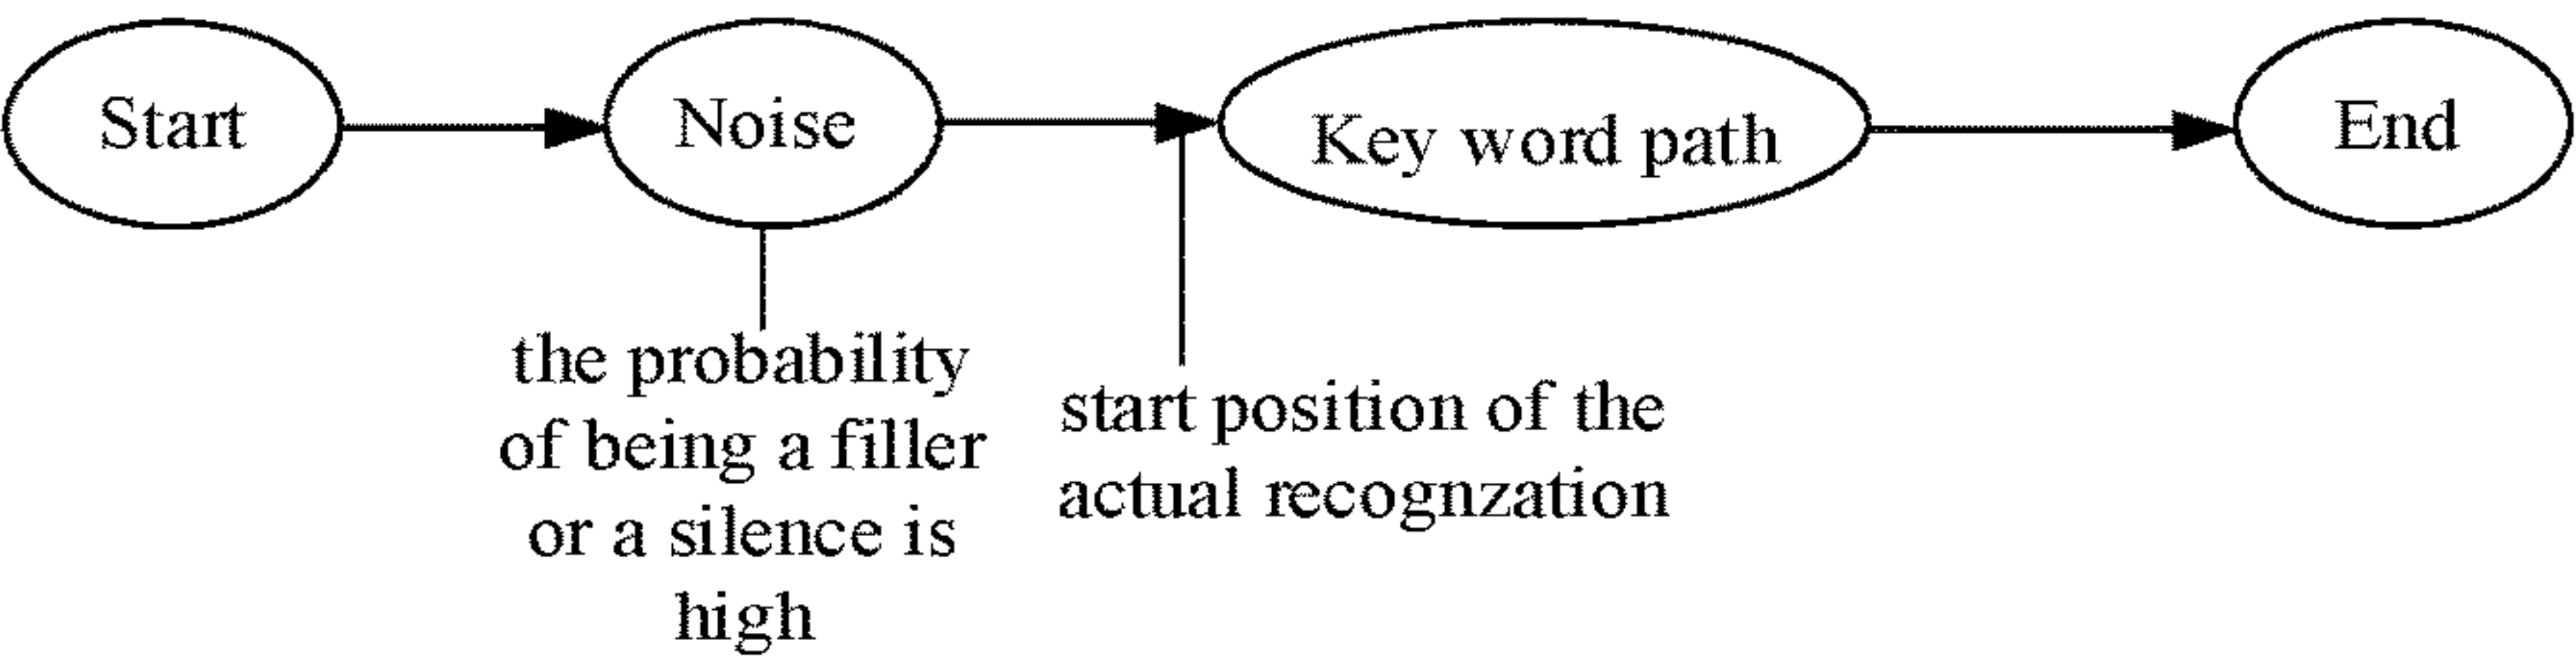 Start
Noise
Key word path
End
the probability
of being a filler
or a silence is
high
start position of the
actual recognzation